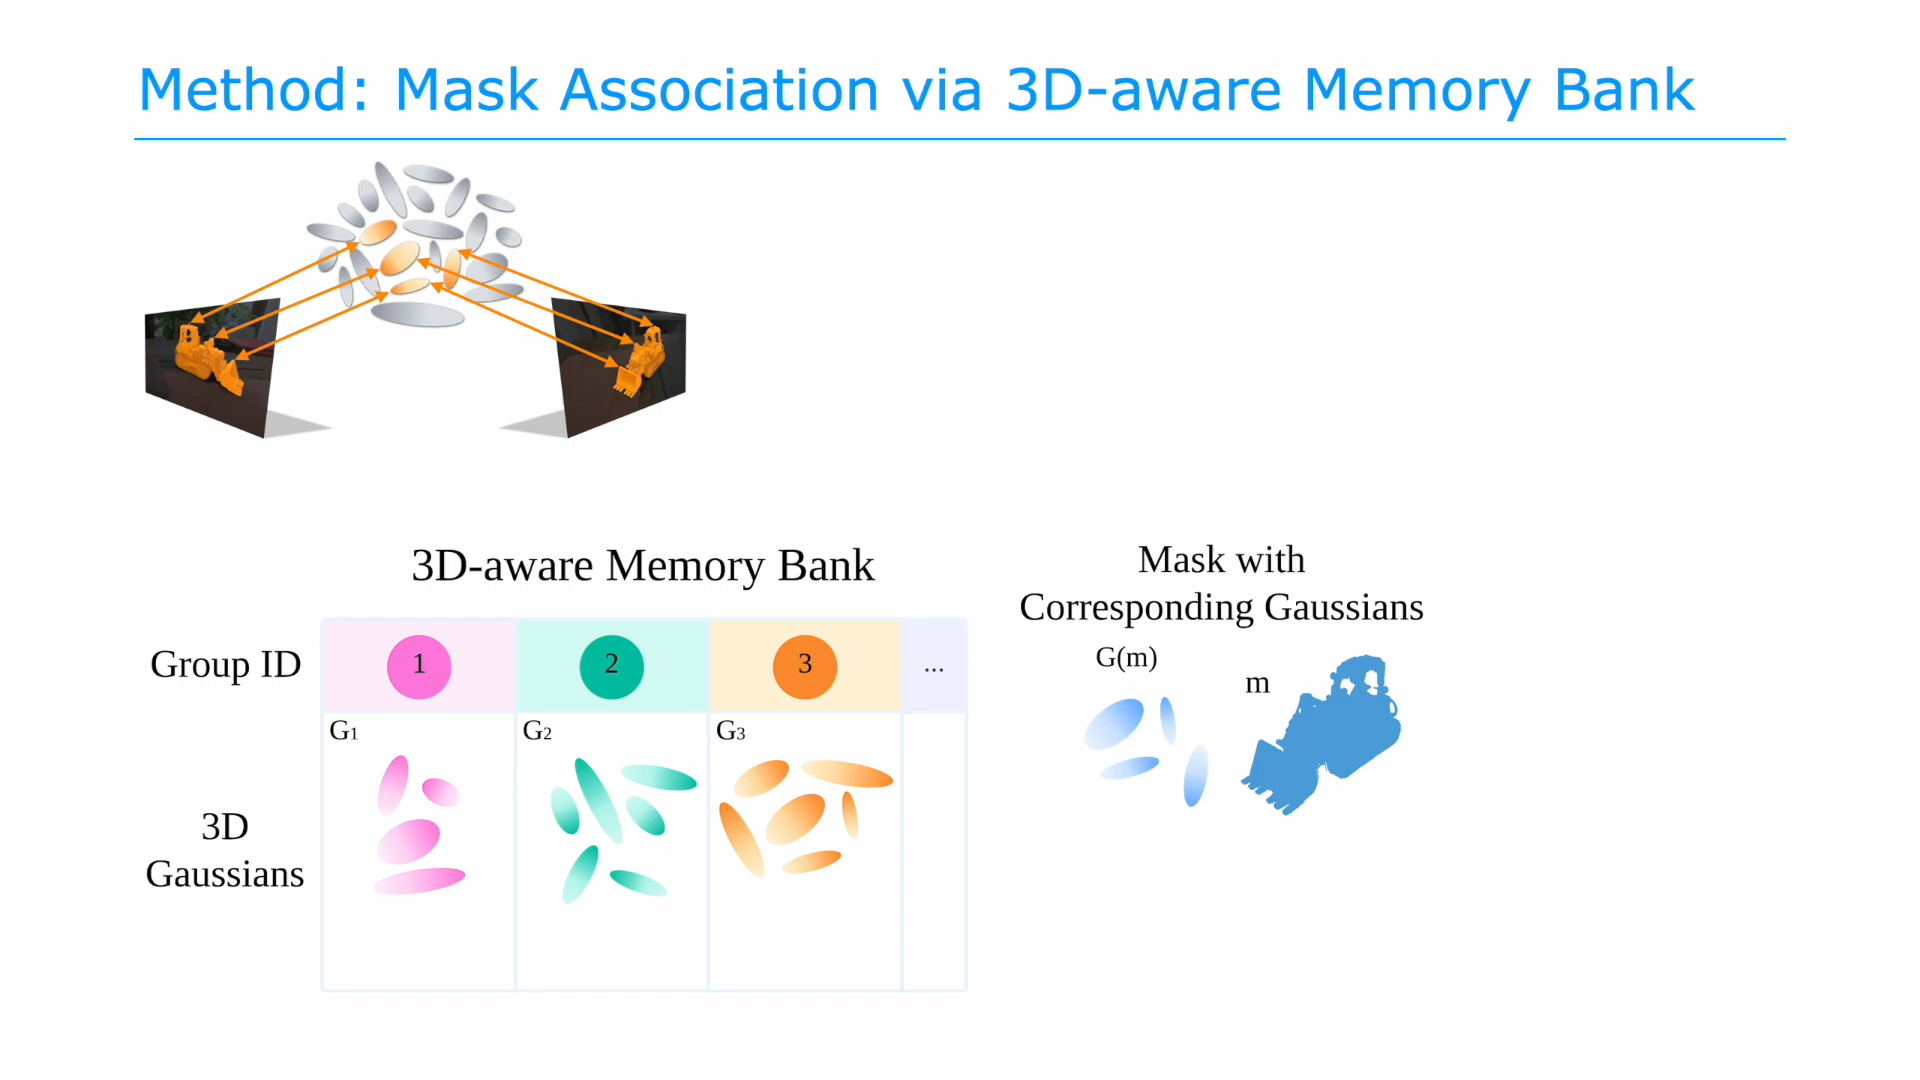 Method: Mask Association via 3D-aware Memory Bank
3D-aware Memory Bank
Group ID
1
2
3
...
G1
G2
G3
3D
Gaussians
Mask with
Corresponding Gaussians
G(m)
m